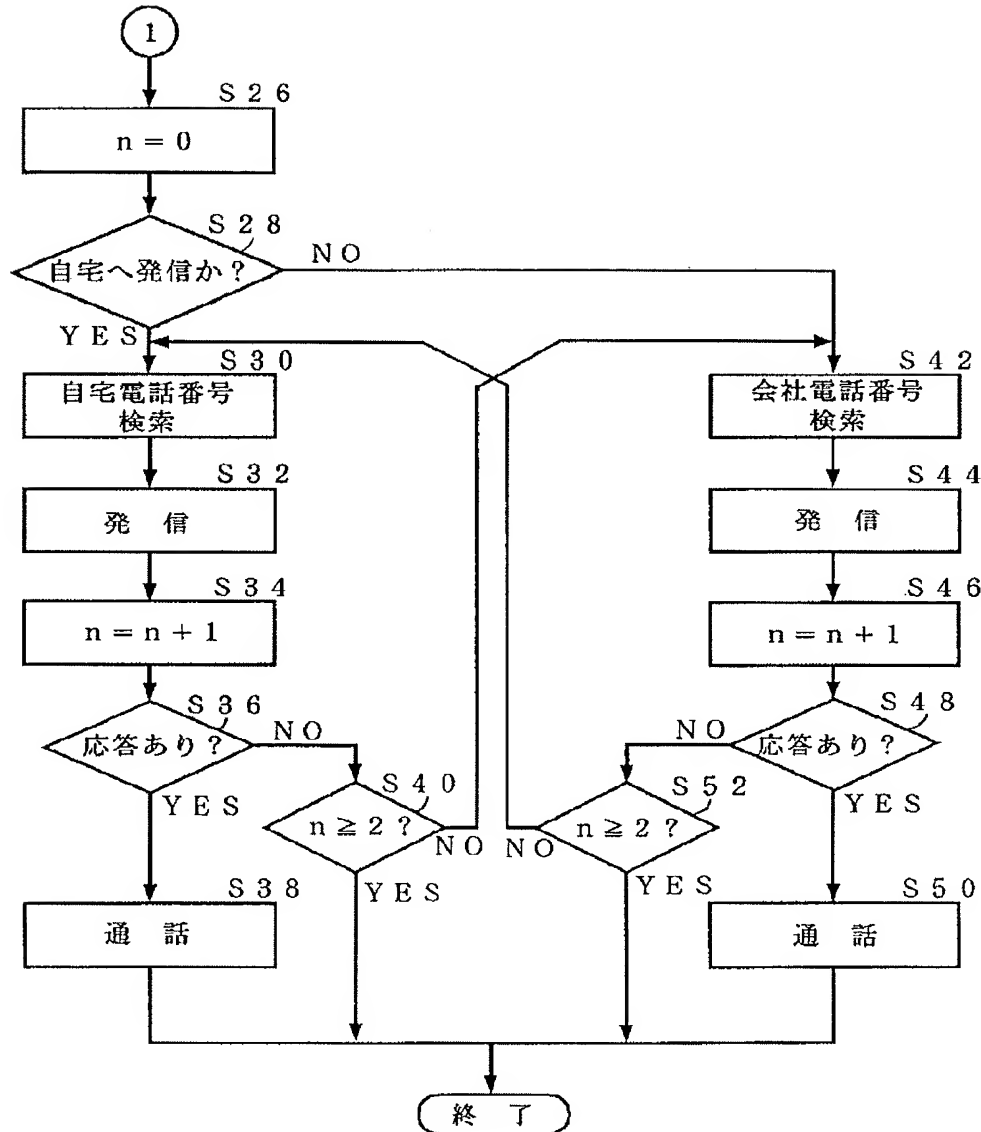 1
S26
n = 0
S28
自宅へ発信か?
NO
YES
S30
自宅電話番号
検索
S32
発 信
S34
n = n + 1
S36
応答あり?
NO
YES
S40
n ≧ 2 ?
NO
YES
S38
通 話
S42
会社電話番号
検索
S44
発 信
S46
n = n + 1
S48
応答あり?
NO
YES
S52
n ≧ 2 ?
NO
YES
S50
通 話
終 了